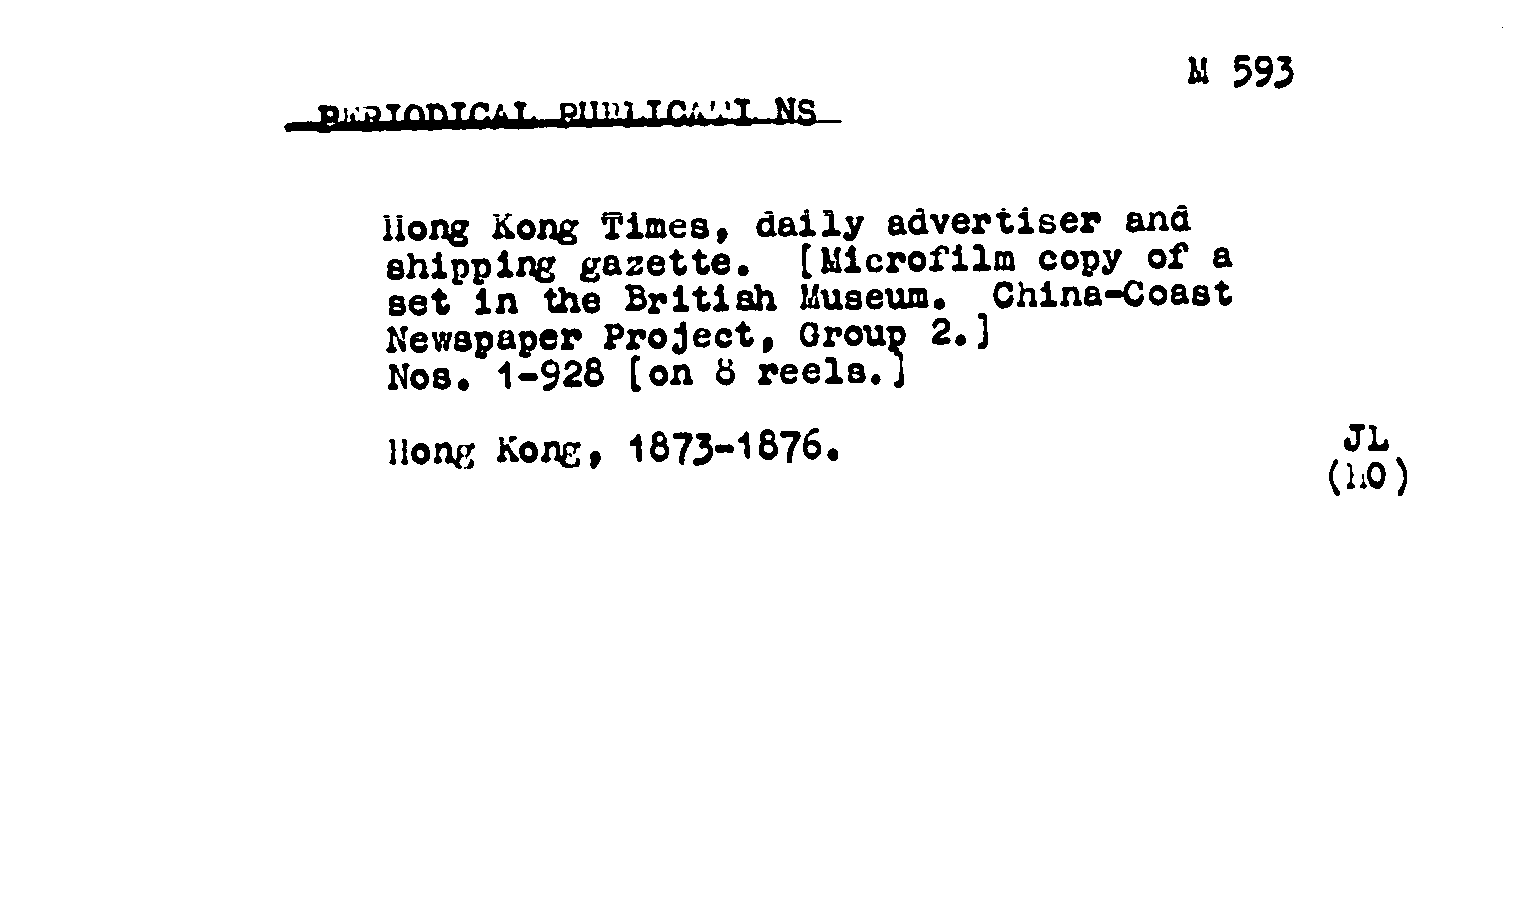 M 593
PERIODICAL PUBLICATIONS
Hong Kong Times, daily advertiser and
shipping gazette. [Microfilm copy of a
set in the British Museum. China-Coast
Newspaper Project, Group 2.]
Nos. 1-928 [on 8 reels.]
Hong Kong, 1873-1876.
JL